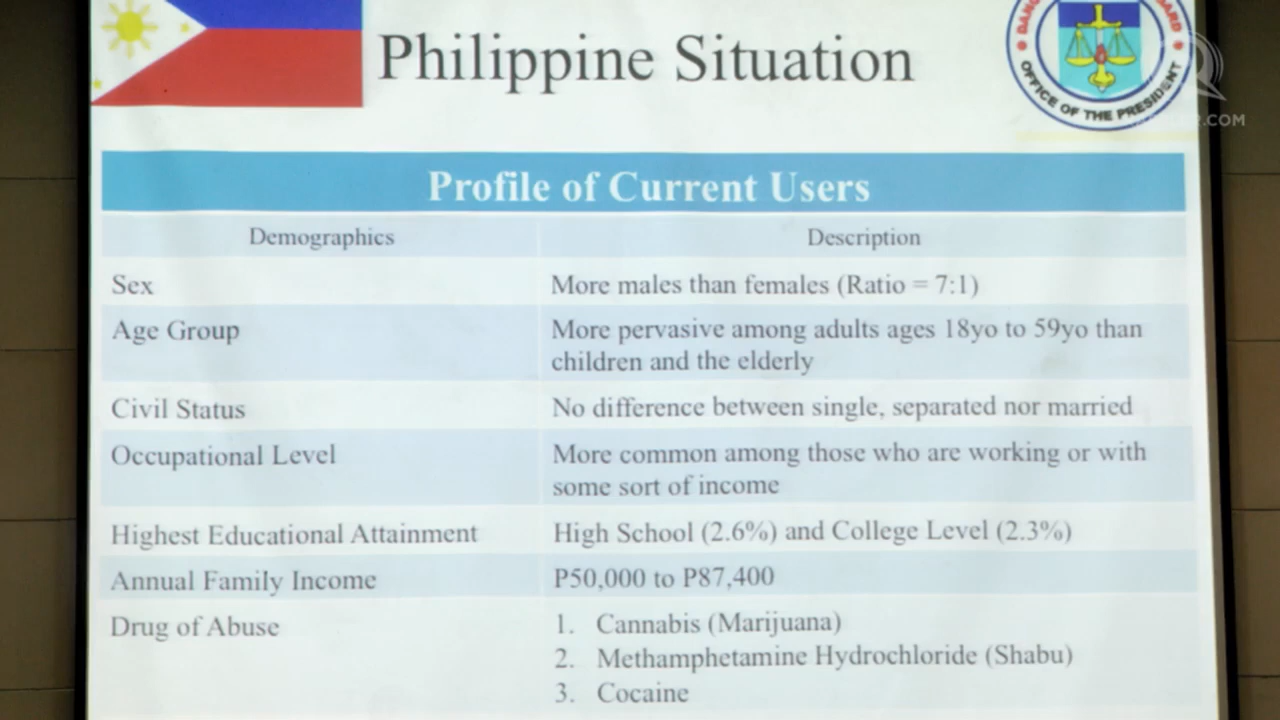 Philippine Situation
OFFICE OF THE PRESIDENT
.COM
Profile of Current Users
Demographics
Description
Sex
More males than females (Ratio = 7:1)
Age Group
More pervasive among adults ages 18yo to 59yo than
children and the elderly
Civil Status
No difference between single, separated nor married
Occupational Level
More common among those who are working or with
some sort of income
Highest Educational Attainment
High School (2.6%) and College Level (2.3%)
Annual Family Income
P50,000 to P87,400
Drug of Abuse
1. Cannabis (Marijuana)
2. Methamphetamine Hydrochloride (Shabu)
3. Cocaine